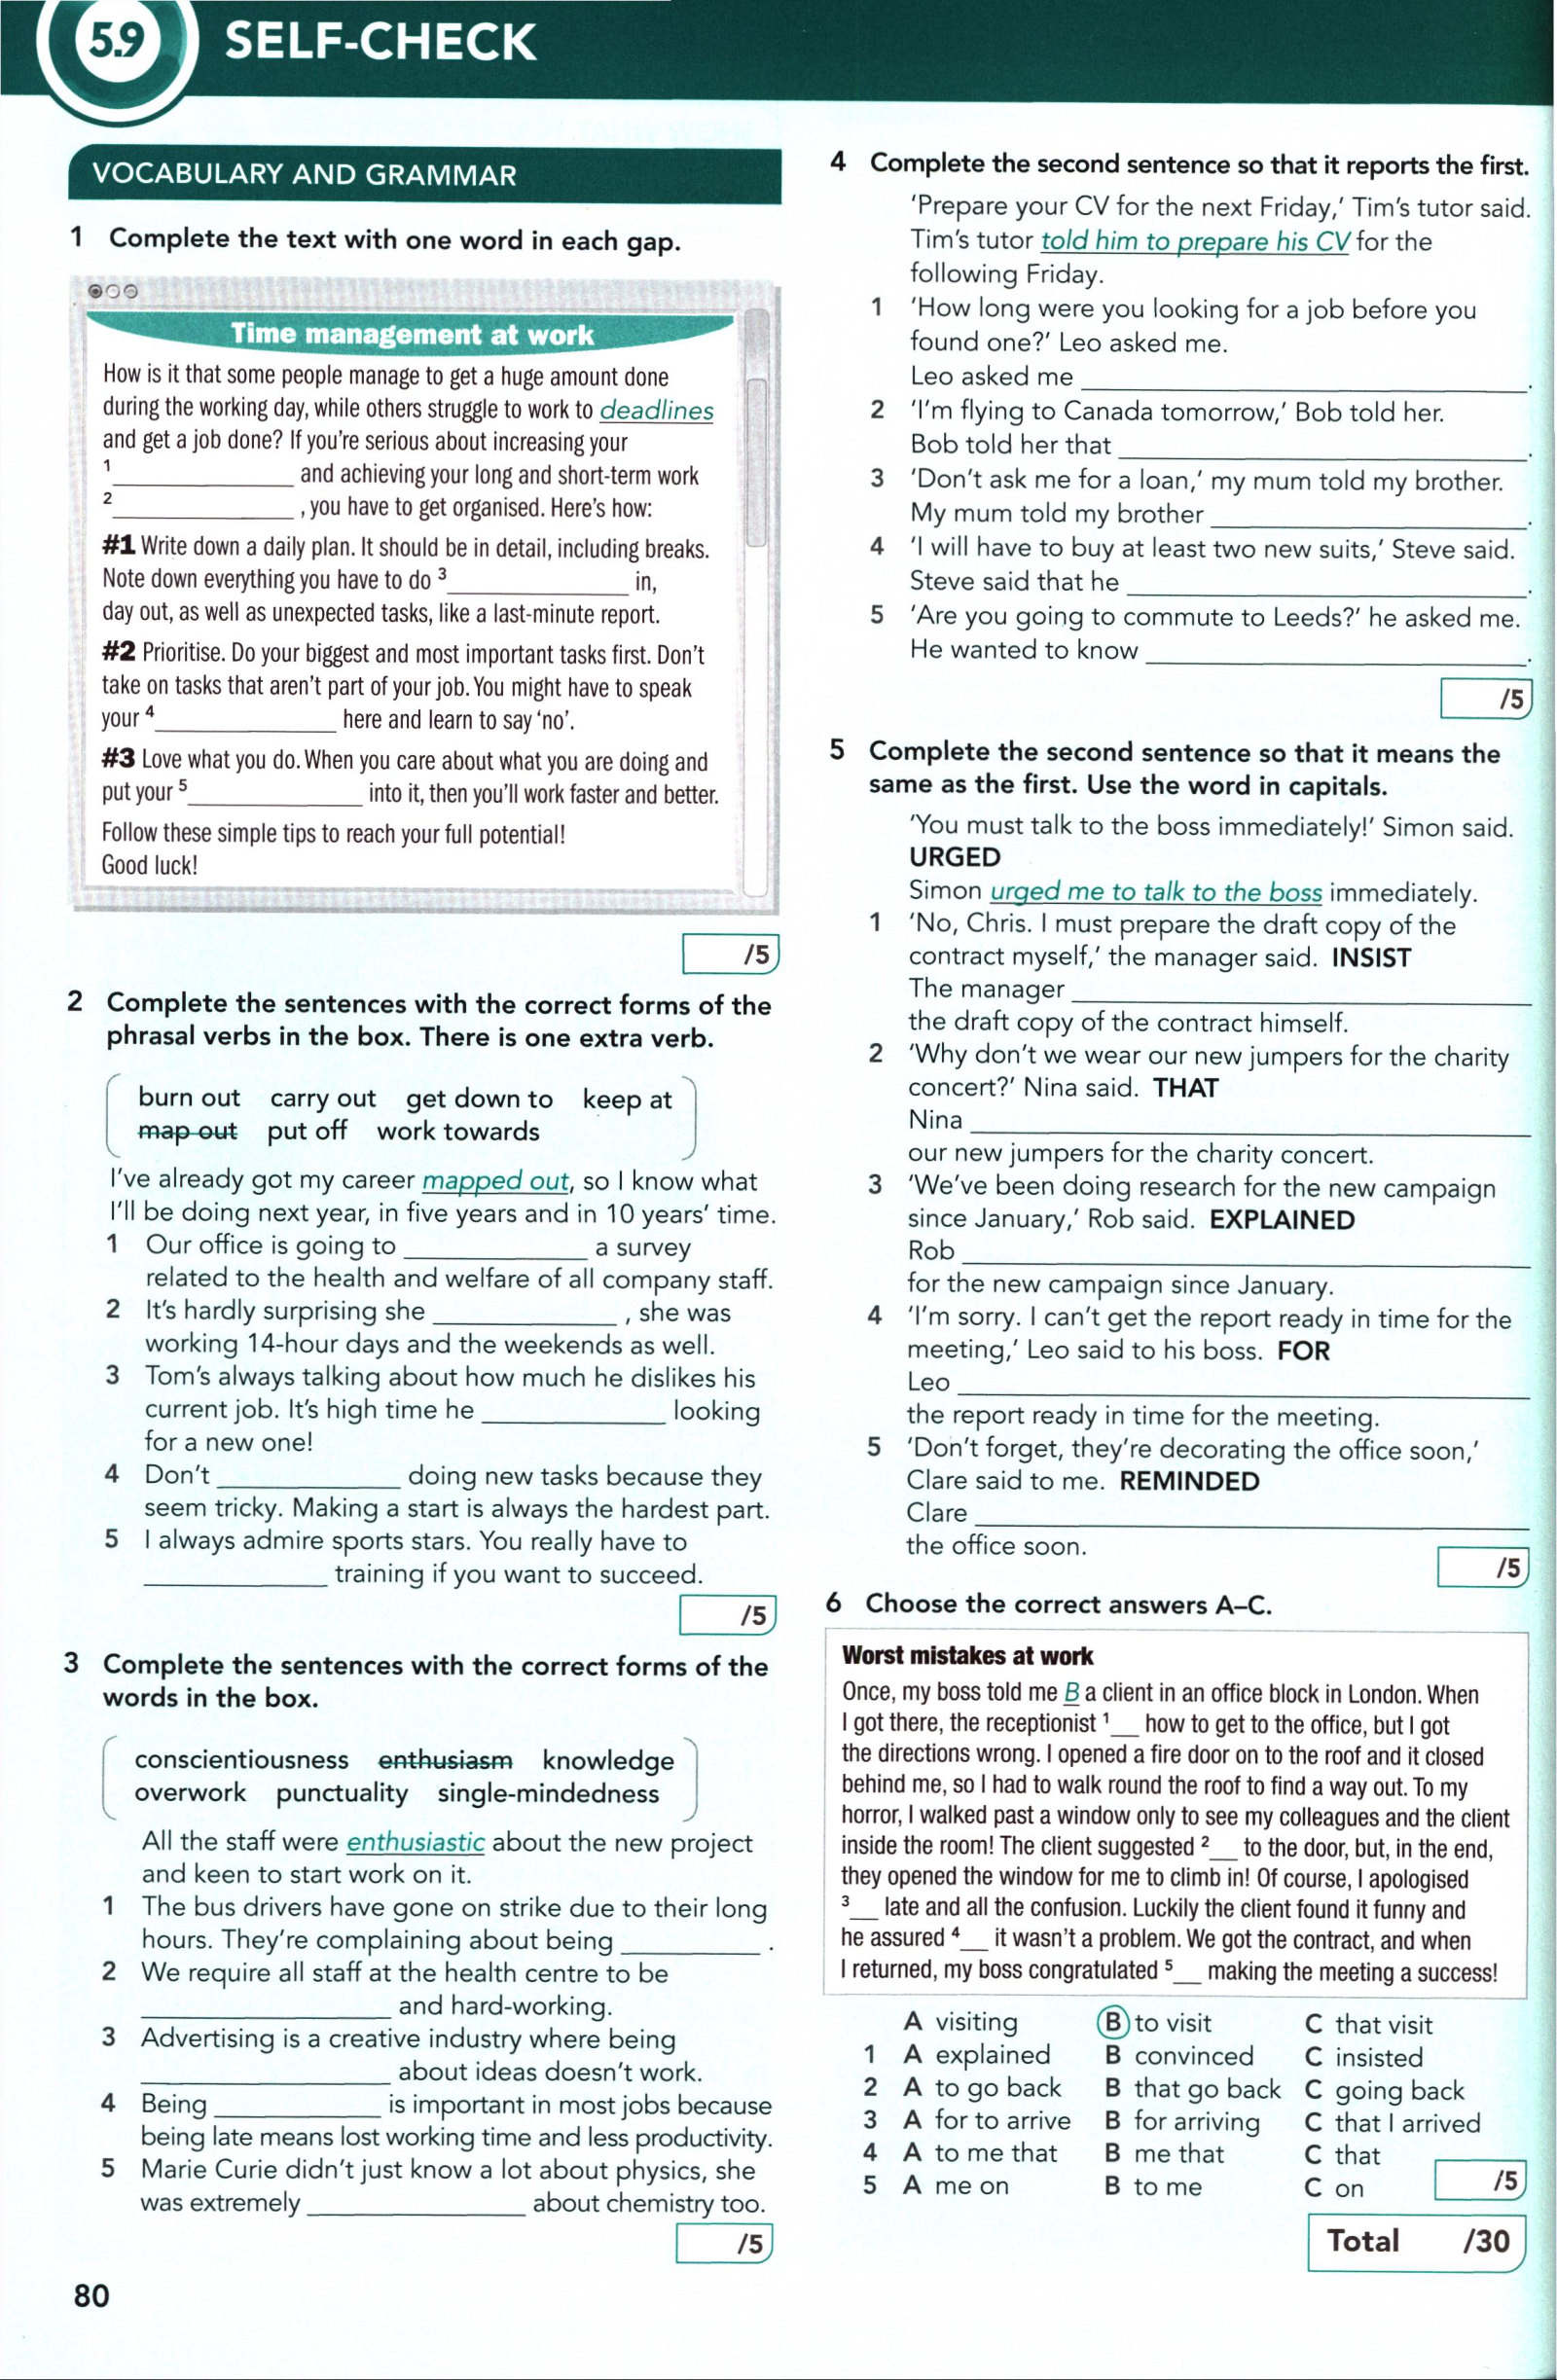 5.9 SELF-CHECK
VOCABULARY AND GRAMMAR
1 Complete the text with one word in each gap.
Time management at work
How is it that some people manage to get a huge amount done
during the working day, while others struggle to work to deadlines
and get a job done? If you're serious about increasing your
1______________ and achieving your long and short-term work
2______________ , you have to get organised. Here's how:
#1 Write down a daily plan. It should be in detail, including breaks.
Note down everything you have to do 3______________ in,
day out, as well as unexpected tasks, like a last-minute report.
#2 Prioritise. Do your biggest and most important tasks first. Don't
take on tasks that aren't part of your job. You might have to speak
your 4______________ here and learn to say 'no'.
#3 Love what you do. When you care about what you are doing and
put your 5______________ into it, then you'll work faster and better.
Follow these simple tips to reach your full potential!
Good luck!
/5
2 Complete the sentences with the correct forms of the
phrasal verbs in the box. There is one extra verb.
burn out carry out get down to keep at
map out put off work towards
I've already got my career mapped out, so I know what
I'll be doing next year, in five years and in 10 years' time.
1 Our office is going to ______________ a survey
related to the health and welfare of all company staff.
2 It's hardly surprising she ______________ , she was
working 14-hour days and the weekends as well.
3 Tom's always talking about how much he dislikes his
current job. It's high time he ______________ looking
for a new one!
4 Don't ______________ doing new tasks because they
seem tricky. Making a start is always the hardest part.
5 I always admire sports stars. You really have to
______________ training if you want to succeed.
/5
3 Complete the sentences with the correct forms of the
words in the box.
conscientiousness enthusiasm knowledge
overwork punctuality single-mindedness
All the staff were enthusiastic about the new project
and keen to start work on it.
1 The bus drivers have gone on strike due to their long
hours. They're complaining about being ___________ .
2 We require all staff at the health centre to be
___________________ and hard-working.
3 Advertising is a creative industry where being
___________________ about ideas doesn't work.
4 Being _____________ is important in most jobs because
being late means lost working time and less productivity.
5 Marie Curie didn't just know a lot about physics, she
was extremely _________________ about chemistry too.
/5
80
4 Complete the second sentence so that it reports the first.
'Prepare your CV for the next Friday,' Tim's tutor said.
Tim's tutor told him to prepare his CV for the
following Friday.
1 'How long were you looking for a job before you
found one?' Leo asked me.
Leo asked me ___________________________________.
2 'I'm flying to Canada tomorrow,' Bob told her.
Bob told her that ________________________________.
3 'Don't ask me for a loan,' my mum told my brother.
My mum told my brother _________________________.
4 'I will have to buy at least two new suits,' Steve said.
Steve said that he _______________________________.
5 'Are you going to commute to Leeds?' he asked me.
He wanted to know ______________________________.
/5
5 Complete the second sentence so that it means the
same as the first. Use the word in capitals.
'You must talk to the boss immediately!' Simon said.
URGED
Simon urged me to talk to the boss immediately.
1 'No, Chris. I must prepare the draft copy of the
contract myself,' the manager said. INSIST
The manager ____________________________________
the draft copy of the contract himself.
2 'Why don't we wear our new jumpers for the charity
concert?' Nina said. THAT
Nina ____________________________________________
our new jumpers for the charity concert.
3 'We've been doing research for the new campaign
since January,' Rob said. EXPLAINED
Rob _____________________________________________
for the new campaign since January.
4 'I'm sorry. I can't get the report ready in time for the
meeting,' Leo said to his boss. FOR
Leo _____________________________________________
the report ready in time for the meeting.
5 'Don't forget, they're decorating the office soon,'
Clare said to me. REMINDED
Clare ___________________________________________
the office soon.
/5
6 Choose the correct answers A–C.
Worst mistakes at work
Once, my boss told me B a client in an office block in London. When
I got there, the receptionist 1__ how to get to the office, but I got
the directions wrong. I opened a fire door on to the roof and it closed
behind me, so I had to walk round the roof to find a way out. To my
horror, I walked past a window only to see my colleagues and the client
inside the room! The client suggested 2__ to the door, but, in the end,
they opened the window for me to climb in! Of course, I apologised
3__ late and all the confusion. Luckily the client found it funny and
he assured 4__ it wasn't a problem. We got the contract, and when
I returned, my boss congratulated 5__ making the meeting a success!
A visiting B to visit C that visit
1 A explained B convinced C insisted
2 A to go back B that go back C going back
3 A for to arrive B for arriving C that I arrived
4 A to me that B me that C that
5 A me on B to me C on
/5
Total /30